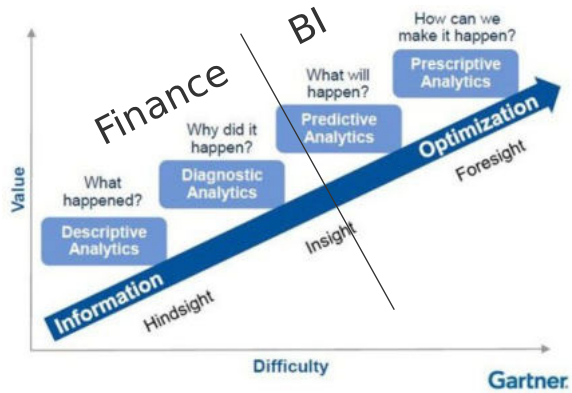 BI
Finance
How can we
make it happen?
Prescriptive
Analytics
What will
happen?
Predictive
Analytics
Why did it
happen?
Diagnostic
Analytics
What
happened?
Descriptive
Analytics
Value
Information
Optimization
Hindsight
Insight
Foresight
Difficulty
Gartner